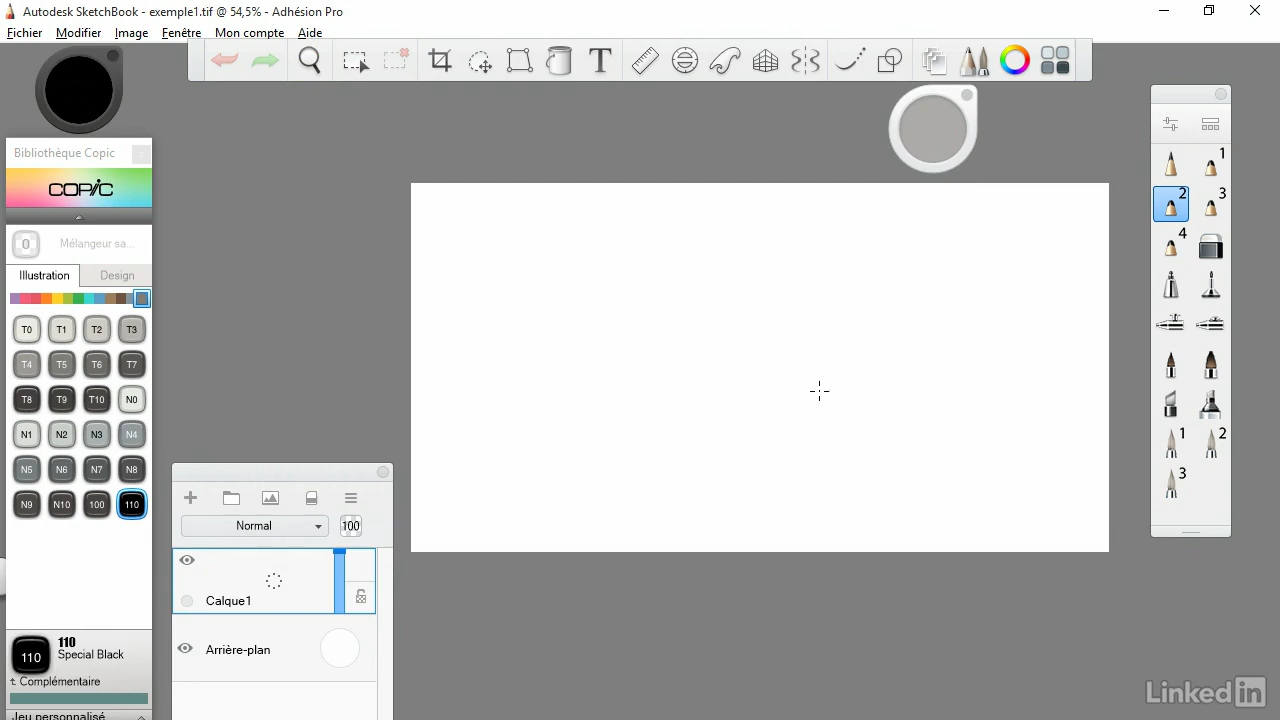 Autodesk SketchBook - exemple1.tif @ 54,5% - Adhésion Pro
Fichier Modifier Image Fenêtre Mon compte Aide
T
Bibliothèque Copic
COPIC
0 Mélangeur sa...
Illustration Design
T0 T1 T2 T3
T4 T5 T6 T7
T8 T9 T10 N0
N1 N2 N3 N4
N5 N6 N7 N8
N9 N10 100 110
110
110
Special Black
Complémentaire
Jeu personnalisé
Normal 100
Calque1
Arrière-plan
1
2 3
4
1 2
3
Linked in